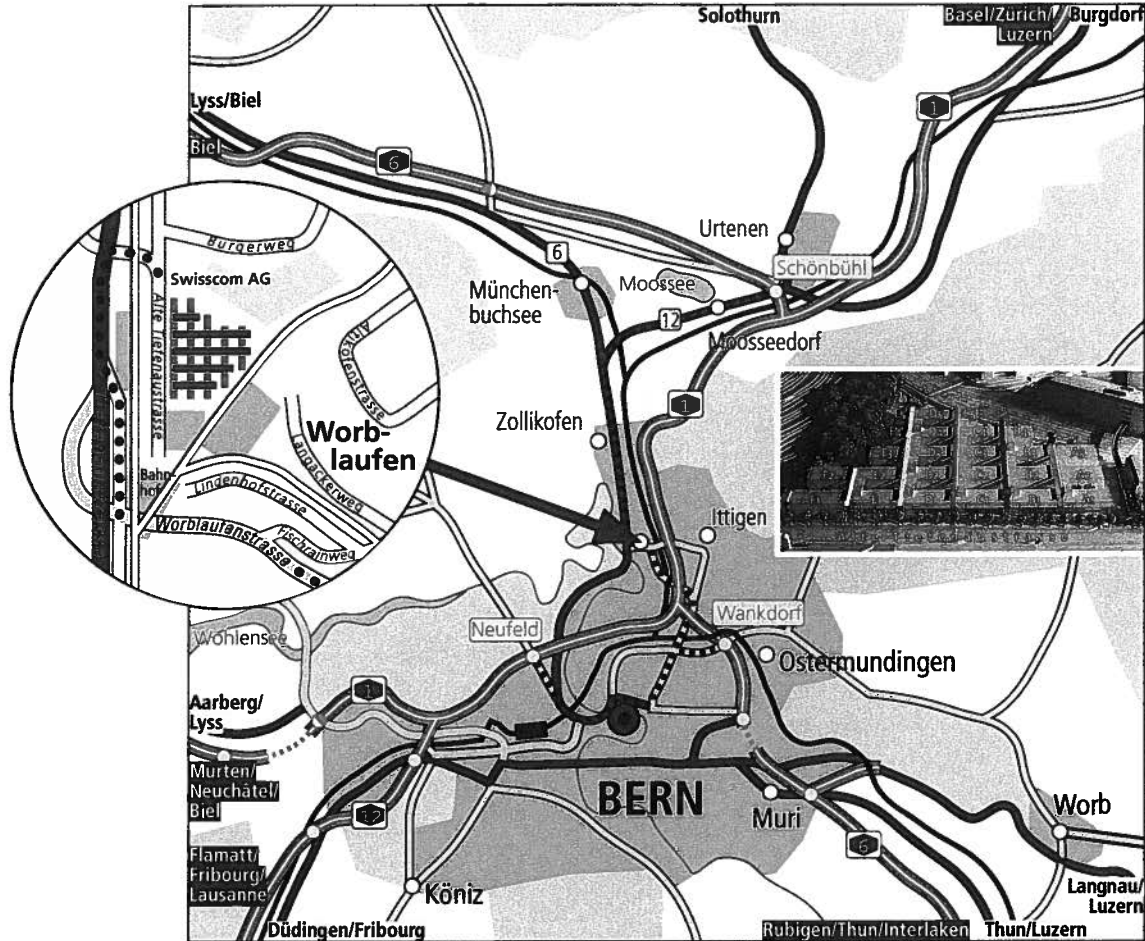 Solothurn
Basel/Zürich/
Luzern
Burgdorf
Lyss/Biel
Biel
1
6
Burgerweg
Swisscom AG
Alte Tiefenaustrasse
Altikofenstrasse
Worb-
laufen
Langackerweg
Bahn-
hof
Lindenhofstrasse
Worblaufenstrasse
Fischrainweg
Urtenen
6
Schönbühl
München-
buchsee
Moossee
12
Moosseedorf
1
Zollikofen
Ittigen
Wohlensee
Neufeld
Wankdorf
Ostermundingen
1
Aarberg/
Lyss
Murten/
Neuchâtel/
Biel
BERN
Muri
Worb
12
6
Flamatt/
Fribourg/
Lausanne
Köniz
Langnau/
Luzern
Düdingen/Fribourg
Rubigen/Thun/Interlaken
Thun/Luzern